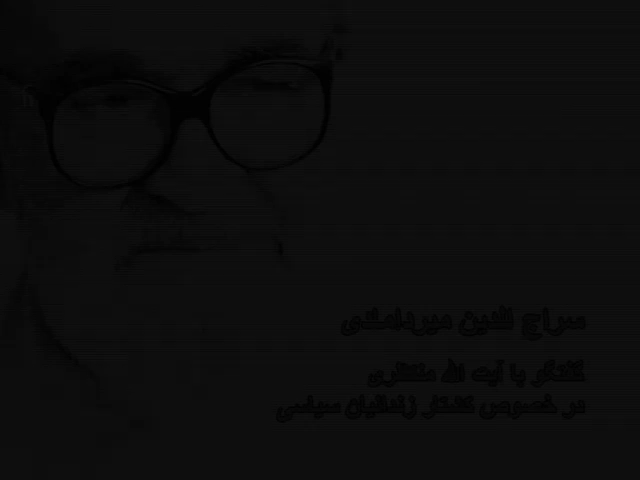 سراج الدین میردامادی
گفتگو با آیت الله منتظری
در خصوص کشتار زندانیان سیاسی